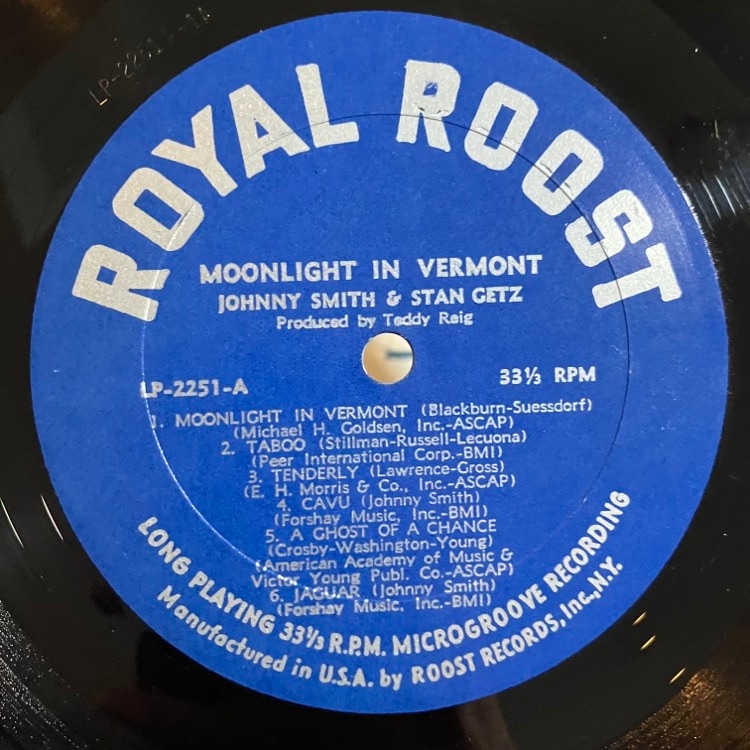 ROYAL ROOST
MOONLIGHT IN VERMONT
JOHNNY SMITH & STAN GETZ
Produced by Teddy Reig
LP-2251-A
33⅓ RPM
1. MOONLIGHT IN VERMONT (Blackburn-Suessdorf)
(Michael H. Goldsen, Inc.-ASCAP)
2. TABOO (Stillman-Russell-Lecuona)
(Peer International Corp.-BMI)
3. TENDERLY (Lawrence-Gross)
(E. H. Morris & Co., Inc.-ASCAP)
4. CAVU (Johnny Smith)
(Forshay Music, Inc.-BMI)
5. A GHOST OF A CHANCE
(Crosby-Washington-Young)
(American Academy of Music &
Victor Young Publ. Co.-ASCAP)
6. JAGUAR (Johnny Smith)
(Forshay Music, Inc.-BMI)
LONG PLAYING 33⅓ R.P.M. MICROGROOVE RECORDING
Manufactured in U.S.A. by ROOST RECORDS, Inc., N.Y.